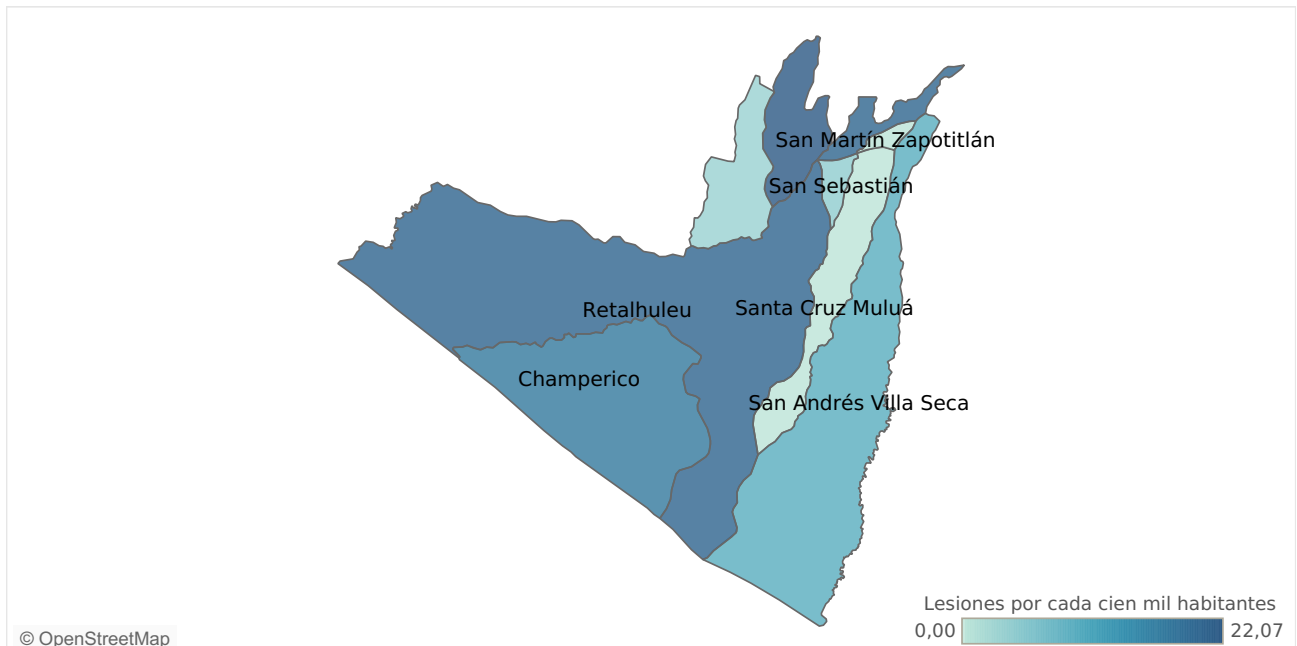 San Martín Zapotitlán
San Sebastián
Retalhuleu
Santa Cruz Muluá
Champerico
San Andrés Villa Seca
Lesiones por cada cien mil habitantes
0,00
22,07
© OpenStreetMap